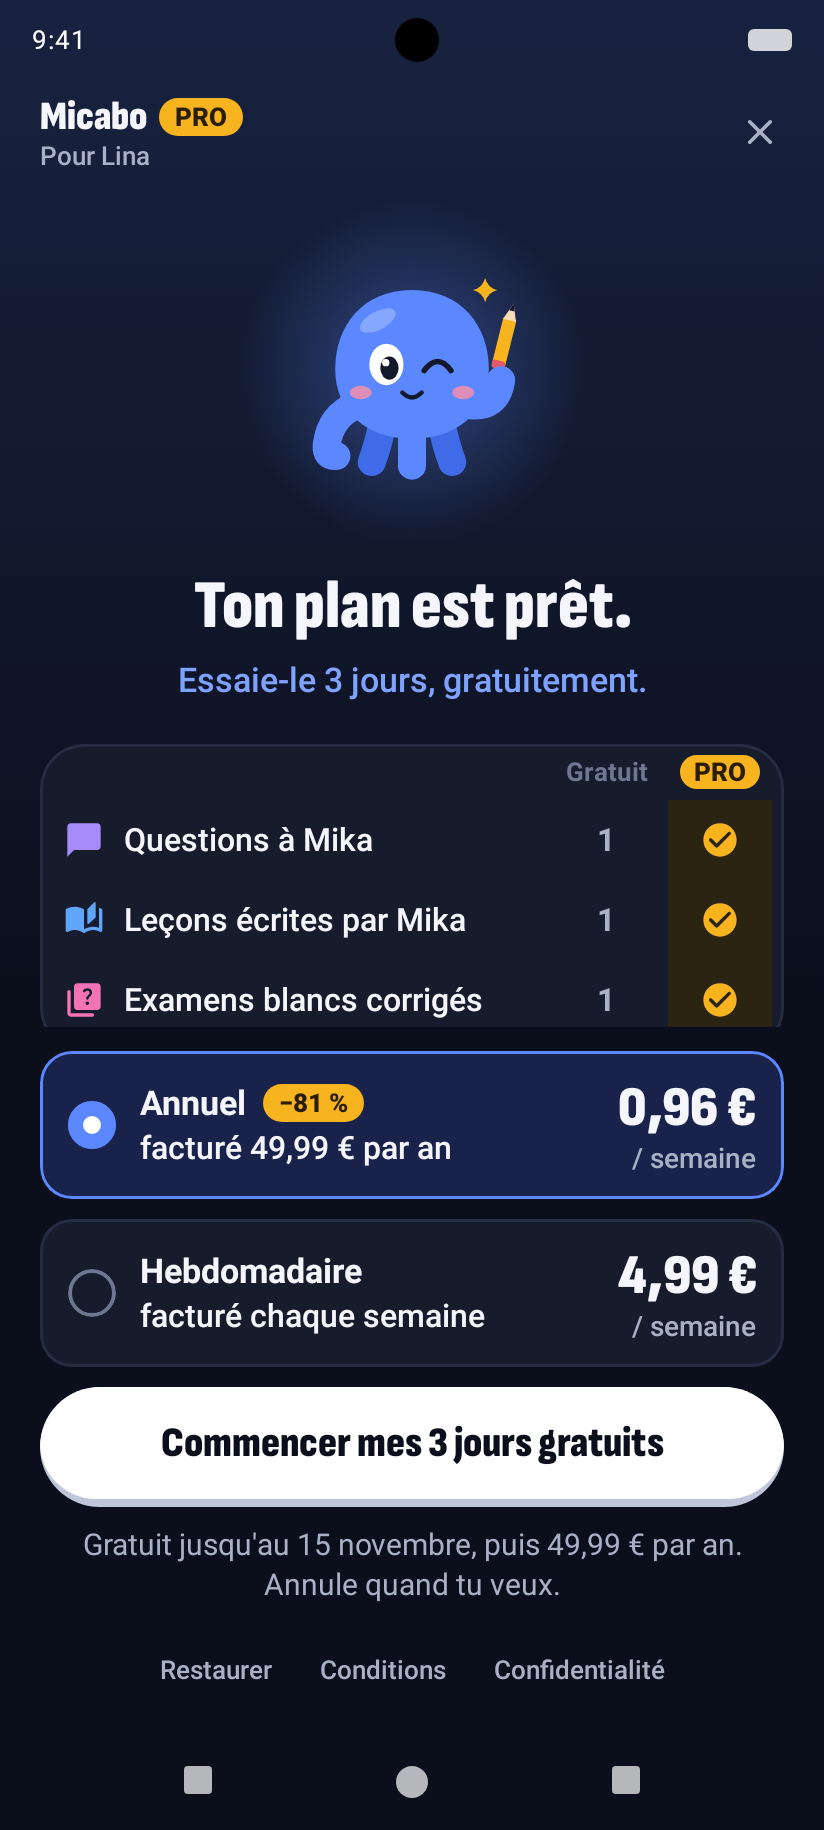 9:41
Micabo PRO
Pour Lina
Ton plan est prêt.
Essaie-le 3 jours, gratuitement.
Gratuit PRO
Questions à Mika 1
Leçons écrites par Mika 1
? Examens blancs corrigés 1
Annuel −81 % 0,96 €
facturé 49,99 € par an / semaine
Hebdomadaire 4,99 €
facturé chaque semaine / semaine
Commencer mes 3 jours gratuits
Gratuit jusqu'au 15 novembre, puis 49,99 € par an.
Annule quand tu veux.
Restaurer Conditions Confidentialité